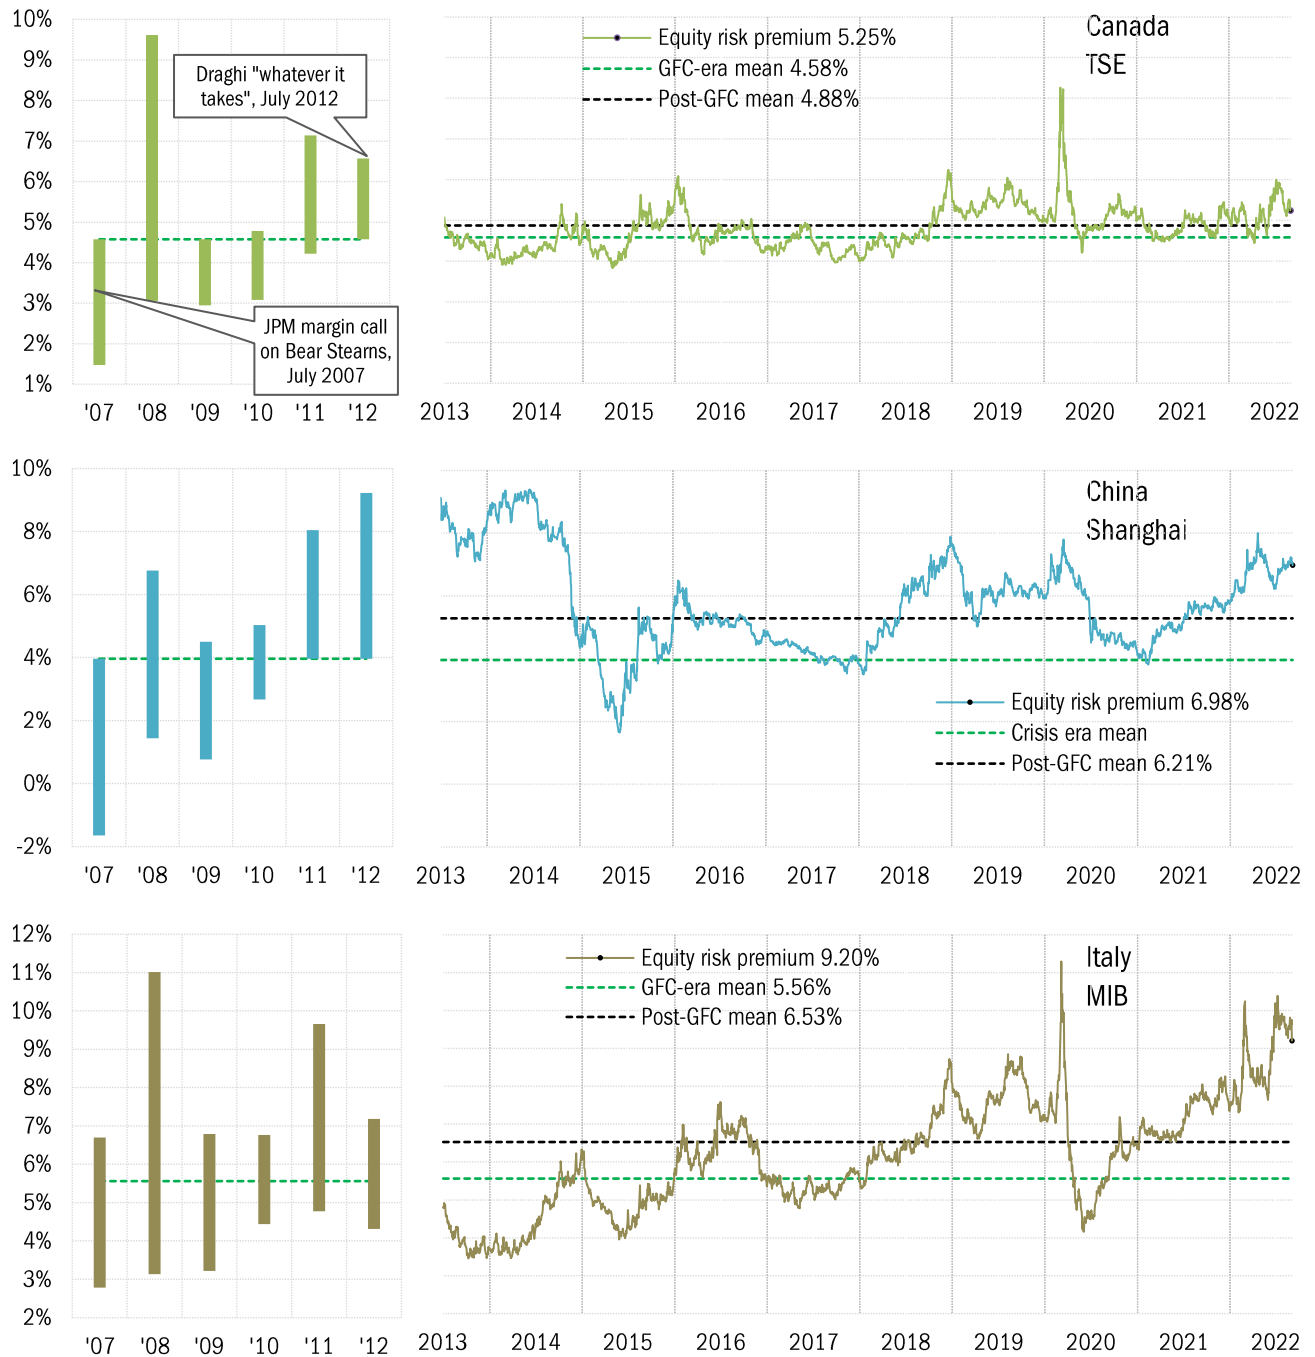 10%
9%
8%
7%
6%
5%
4%
3%
2%
1%
Draghi "whatever it
takes", July 2012
JPM margin call
on Bear Stearns,
July 2007
'07 '08 '09 '10 '11 '12
Equity risk premium 5.25%
GFC-era mean 4.58%
Post-GFC mean 4.88%
Canada
TSE
2013 2014 2015 2016 2017 2018 2019 2020 2021 2022
10%
8%
6%
4%
2%
0%
-2%
'07 '08 '09 '10 '11 '12
China
Shanghai
Equity risk premium 6.98%
Crisis era mean
Post-GFC mean 6.21%
2013 2014 2015 2016 2017 2018 2019 2020 2021 2022
12%
11%
10%
9%
8%
7%
6%
5%
4%
3%
2%
'07 '08 '09 '10 '11 '12
Equity risk premium 9.20%
GFC-era mean 5.56%
Post-GFC mean 6.53%
Italy
MIB
2013 2014 2015 2016 2017 2018 2019 2020 2021 2022